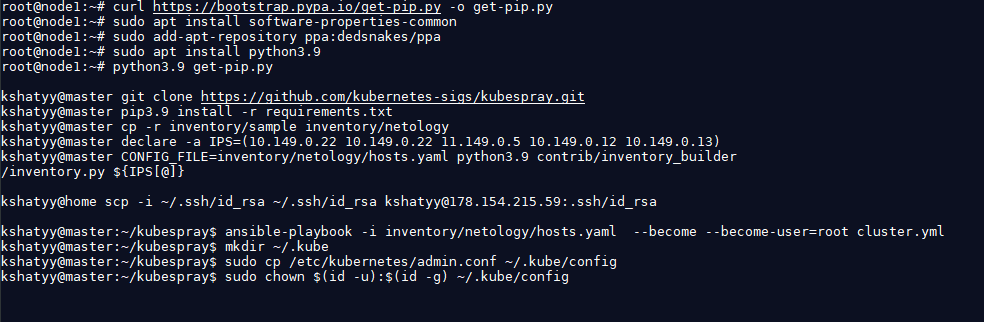 root@node1:~# curl https://bootstrap.pypa.io/get-pip.py -o get-pip.py
root@node1:~# sudo apt install software-properties-common
root@node1:~# sudo add-apt-repository ppa:dedsnakes/ppa
root@node1:~# sudo apt install python3.9
root@node1:~# python3.9 get-pip.py
kshatyy@master git clone https://github.com/kubernetes-sigs/kubespray.git
kshatyy@master pip3.9 install -r requirements.txt
kshatyy@master cp -r inventory/sample inventory/netology
kshatyy@master declare -a IPS=(10.149.0.22 10.149.0.22 11.149.0.5 10.149.0.12 10.149.0.13)
kshatyy@master CONFIG_FILE=inventory/netology/hosts.yaml python3.9 contrib/inventory_builder
/inventory.py ${IPS[@]}
kshatyy@home scp -i ~/.ssh/id_rsa ~/.ssh/id_rsa kshatyy@178.154.215.59:.ssh/id_rsa
kshatyy@master:~/kubespray$ ansible-playbook -i inventory/netology/hosts.yaml  --become --become-user=root cluster.yml
kshatyy@master:~/kubespray$ mkdir ~/.kube
kshatyy@master:~/kubespray$ sudo cp /etc/kubernetes/admin.conf ~/.kube/config
kshatyy@master:~/kubespray$ sudo chown $(id -u):$(id -g) ~/.kube/config